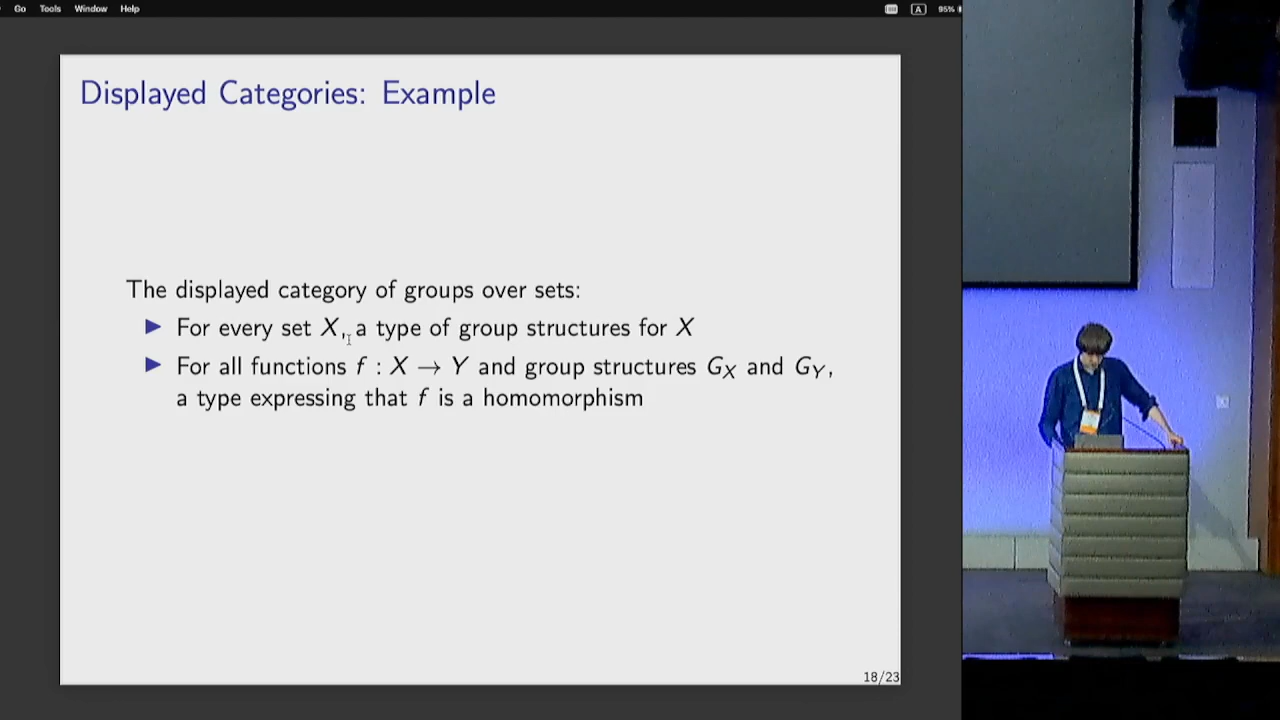 Go Tools Window Help A 95%
Displayed Categories: Example
The displayed category of groups over sets:
▶ For every set X, a type of group structures for X
▶ For all functions f : X → Y and group structures G_X and G_Y,
a type expressing that f is a homomorphism
18/23